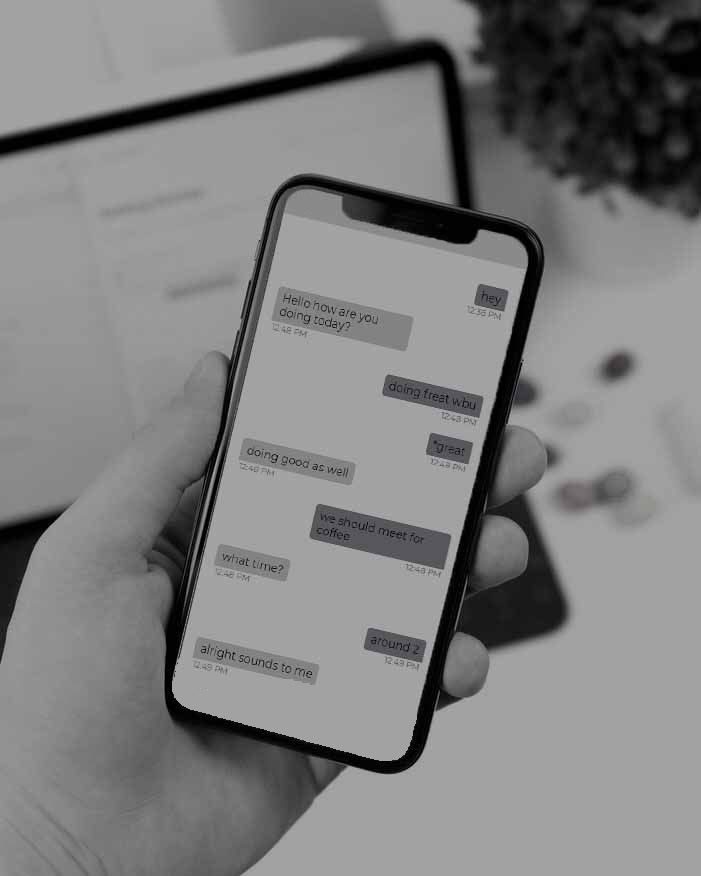 hey
12:36 PM
Hello how are you
doing today?
12:48 PM
doing freat wbu
12:48 PM
*great
12:48 PM
doing good as well
12:48 PM
we should meet for
coffee
12:48 PM
what time?
12:48 PM
around 2
12:49 PM
alright sounds to me
12:49 PM